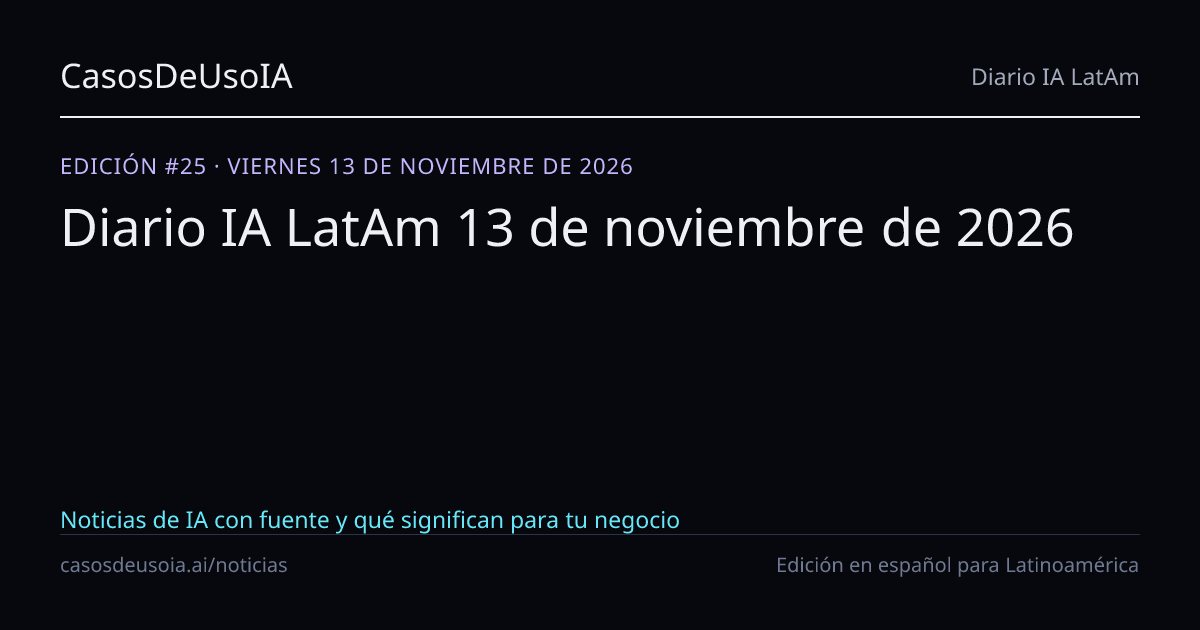 CasosDeUsoIA
Diario IA LatAm
EDICIÓN #25 · VIERNES 13 DE NOVIEMBRE DE 2026
Diario IA LatAm 13 de noviembre de 2026
Noticias de IA con fuente y qué significan para tu negocio
casosdeusoia.ai/noticias
Edición en español para Latinoamérica